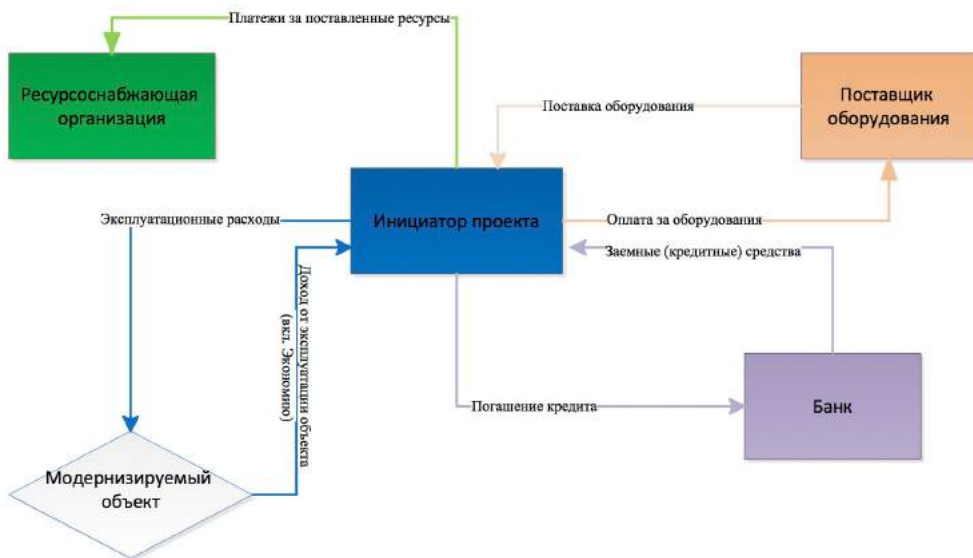 Платежи за поставленные ресурсы
Ресурсоснабжающая
организация
Поставщик
оборудования
Поставка оборудования
Инициатор проекта
Эксплуатационные расходы
Оплата за оборудования
Заемные (кредитные) средства
Доход от эксплуатации объекта
(вкл. Экономию)
Погашение кредита
Банк
Модернизируемый
объект